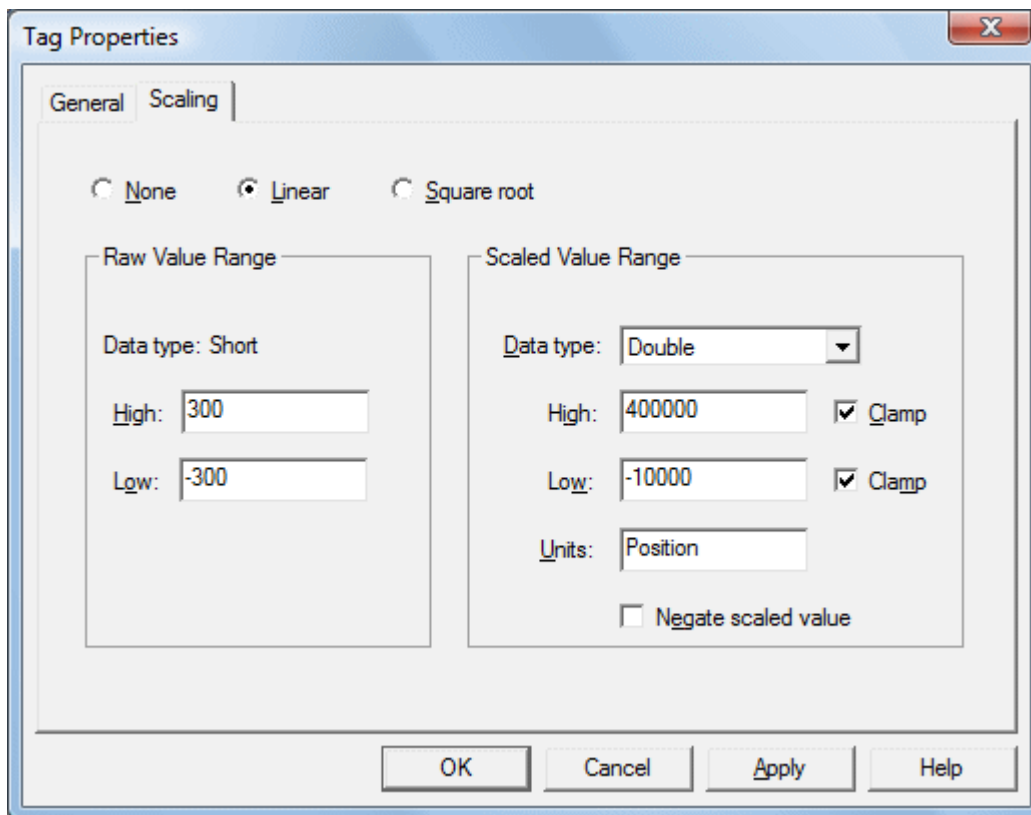 Tag Properties
General Scaling
None Linear Square root
Raw Value Range
Data type: Short
High: 300
Low: -300
Scaled Value Range
Data type: Double
High: 400000 Clamp
Low: -10000 Clamp
Units: Position
Negate scaled value
OK Cancel Apply Help